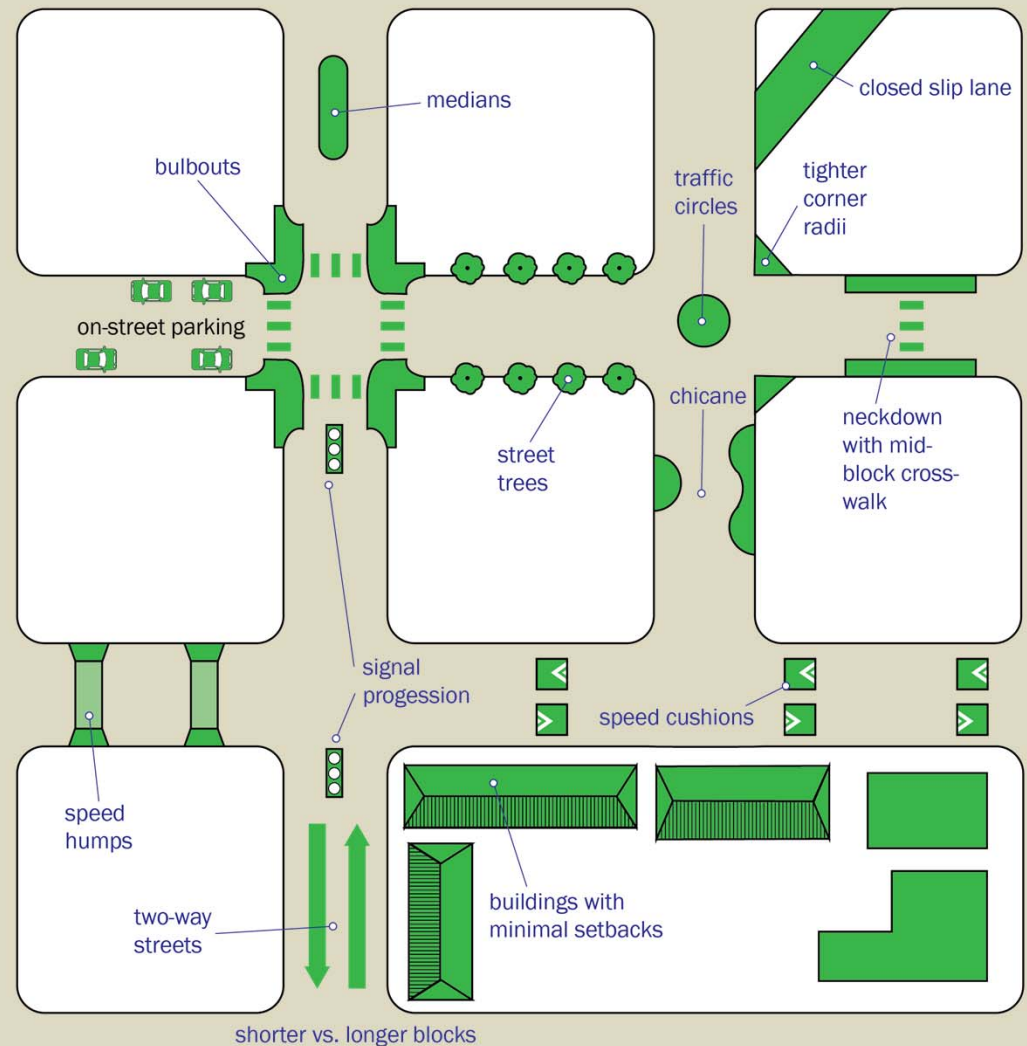 medians
closed slip lane
bulbouts
traffic
circles
tighter
corner
radii
on-street parking
chicane
neckdown
with mid-
block cross-
walk
street
trees
signal
progession
speed cushions
speed
humps
buildings with
minimal setbacks
two-way
streets
shorter vs. longer blocks